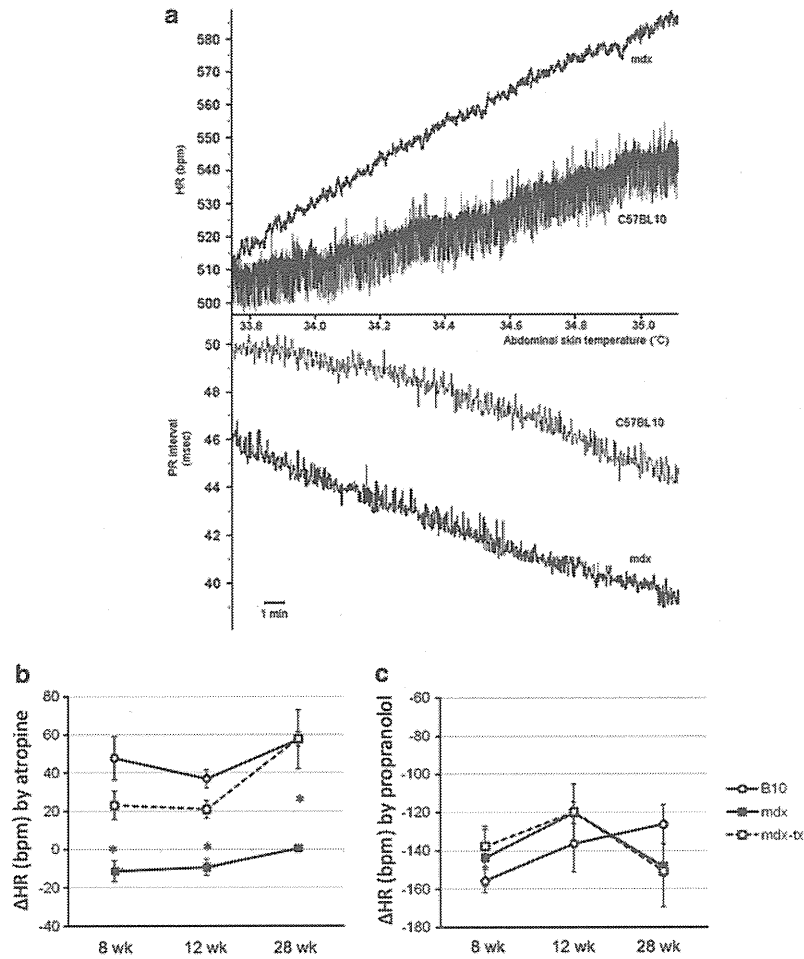 a
580
570
560
550
540
530
520
510
500
HR (bpm)
mdx
C57BL10
33.8 34.0 34.2 34.4 34.6 34.8 35.0
Abdominal skin temperature (°C)
50
48
46
44
42
40
PR interval
(msec)
C57BL10
mdx
1 min
b
80
60
40
20
0
-20
-40
ΔHR (bpm) by atropine
* * *
8 wk 12 wk 28 wk
c
-60
-80
-100
-120
-140
-160
-180
ΔHR (bpm) by propranolol
8 wk 12 wk 28 wk
B10
mdx
mdx-tx